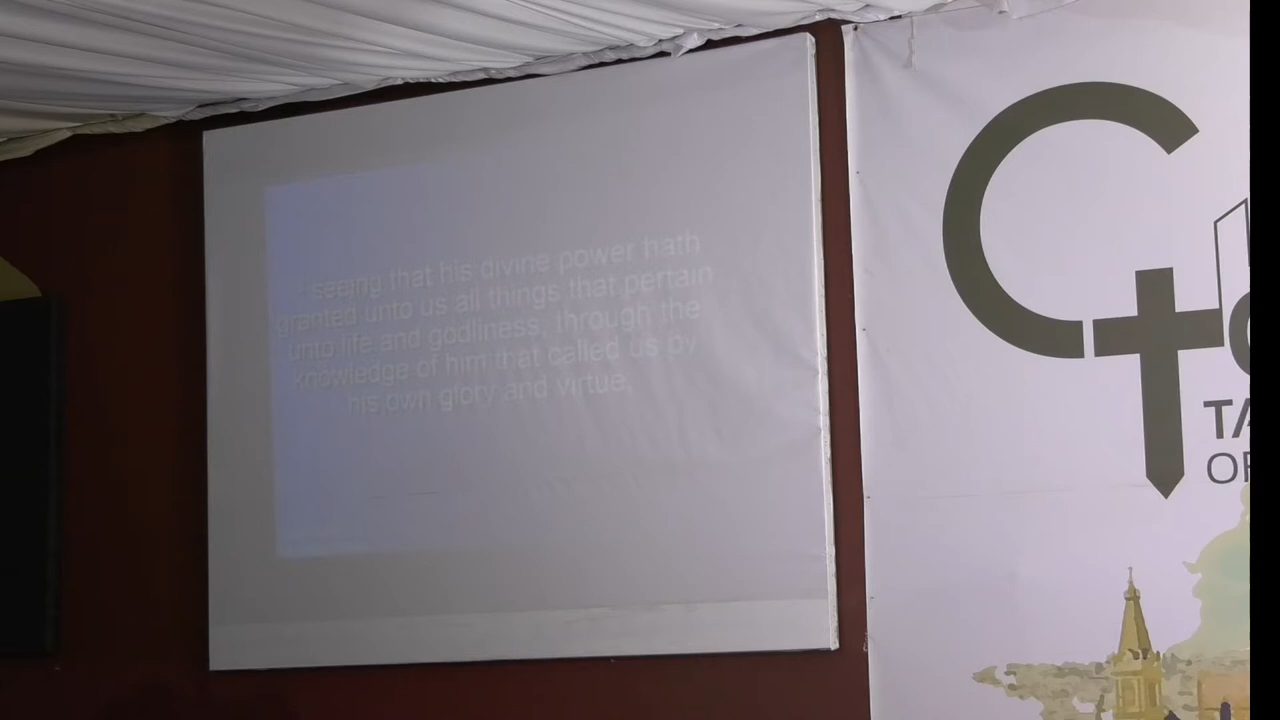 seeing that his divine power hath
granted unto us all things that pertain
unto life and godliness, through the
knowledge of him that called us by
his own glory and virtue;
TA
OF